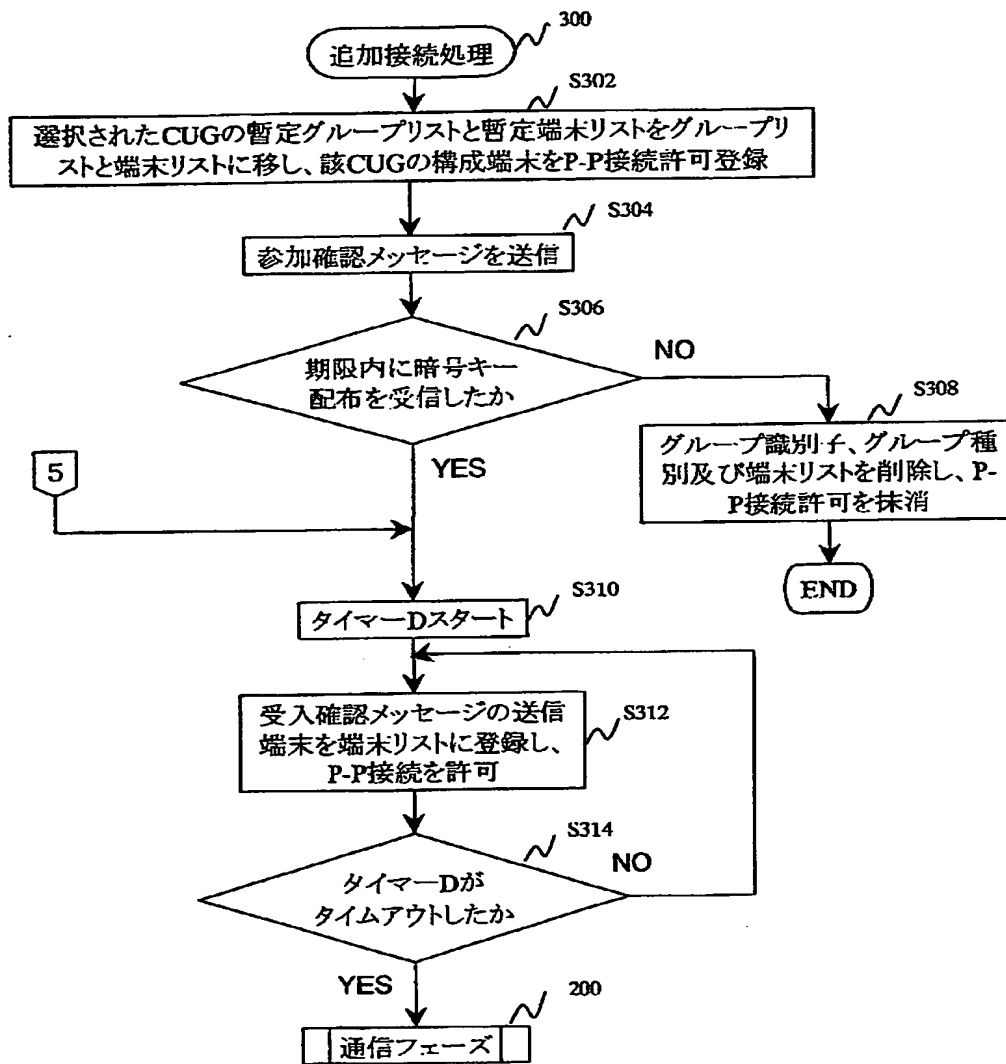 300
追加接続処理
S302
選択されたCUGの暫定グループリストと暫定端末リストをグループリ
ストと端末リストに移し、該CUGの構成端末をP-P接続許可登録
S304
参加確認メッセージを送信
S306
期限内に暗号キー
配布を受信したか
NO
YES
S308
グループ識別子、グループ種
別及び端末リストを削除し、P-
P接続許可を抹消
END
5
S310
タイマーDスタート
S312
受入確認メッセージの送信
端末を端末リストに登録し、
P-P接続を許可
S314
タイマーDが
タイムアウトしたか
NO
YES
200
通信フェーズ